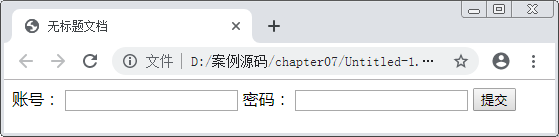 无标题文档
文件 | D:/案例源码/chapter07/Untitled-1.…
账号： 密码： 提交